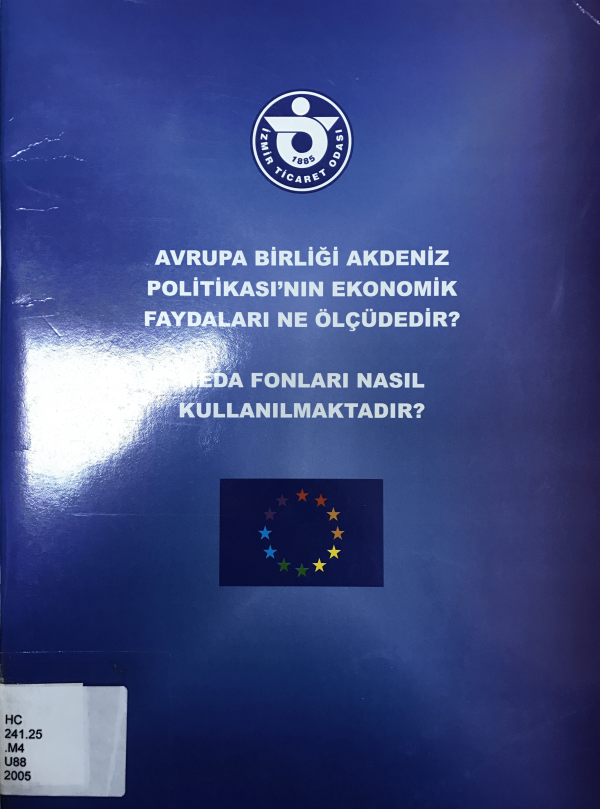 İZMİR TİCARET ODASI
1885
AVRUPA BİRLİĞİ AKDENİZ
POLİTİKASI'NIN EKONOMİK
FAYDALARI NE ÖLÇÜDEDİR?
MEDA FONLARI NASIL
KULLANILMAKTADIR?
HC
241.25
.M4
U88
2005